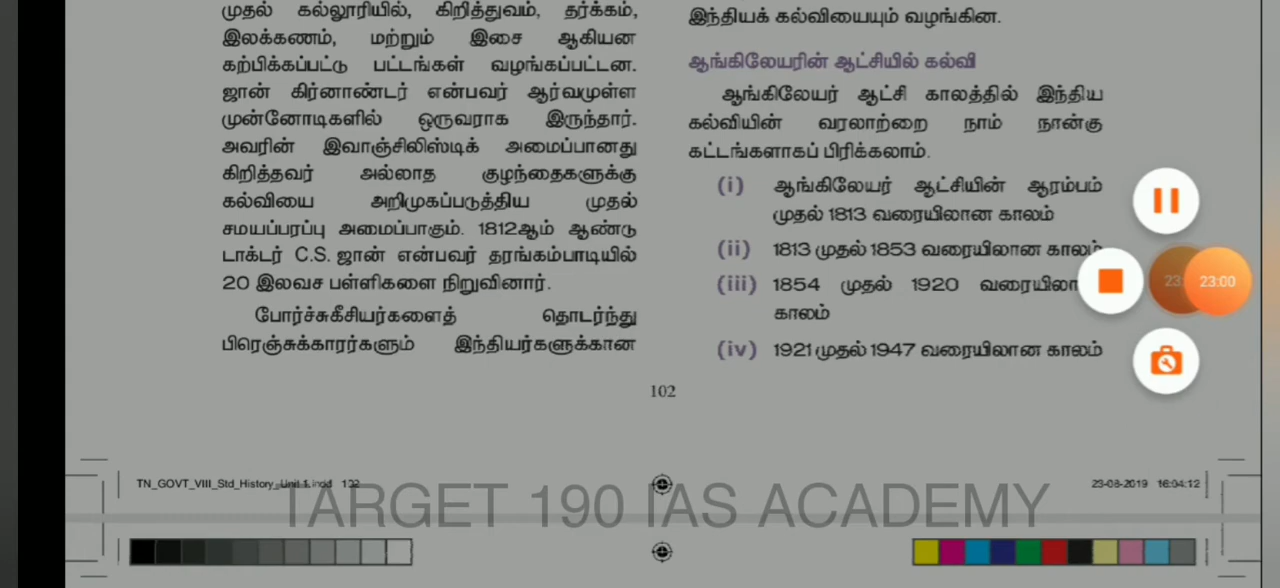 முதல் கல்லூரியில், கிறித்துவம், தர்க்கம்,
இலக்கணம், மற்றும் இசை ஆகியன
கற்பிக்கப்பட்டு பட்டங்கள் வழங்கப்பட்டன.
ஜான் கிர்னாண்டர் என்பவர் ஆர்வமுள்ள
முன்னோடிகளில் ஒருவராக இருந்தார்.
அவரின் இவாஞ்சிலிஸ்டிக் அமைப்பானது
கிறித்தவர் அல்லாத குழந்தைகளுக்கு
கல்வியை அறிமுகப்படுத்திய முதல்
சமயப்பரப்பு அமைப்பாகும். 1812ஆம் ஆண்டு
டாக்டர் C.S. ஜான் என்பவர் தரங்கம்பாடியில்
20 இலவச பள்ளிகளை நிறுவினார்.
போர்ச்சுகீசியர்களைத் தொடர்ந்து
பிரெஞ்சுக்காரர்களும் இந்தியர்களுக்கான
இந்தியக் கல்வியையும் வழங்கின.
ஆங்கிலேயரின் ஆட்சியில் கல்வி
ஆங்கிலேயர் ஆட்சி காலத்தில் இந்திய
கல்வியின் வரலாற்றை நாம் நான்கு
கட்டங்களாகப் பிரிக்கலாம்.
(i) ஆங்கிலேயர் ஆட்சியின் ஆரம்பம்
முதல் 1813 வரையிலான காலம்
(ii) 1813 முதல் 1853 வரையிலான காலம்
(iii) 1854 முதல் 1920 வரையிலான
காலம்
(iv) 1921 முதல் 1947 வரையிலான காலம்
23:00
102
TN_GOVT_VIII_Std_History_Unit 1.indd 102
23-08-2019 16:04:12
TARGET 190 IAS ACADEMY